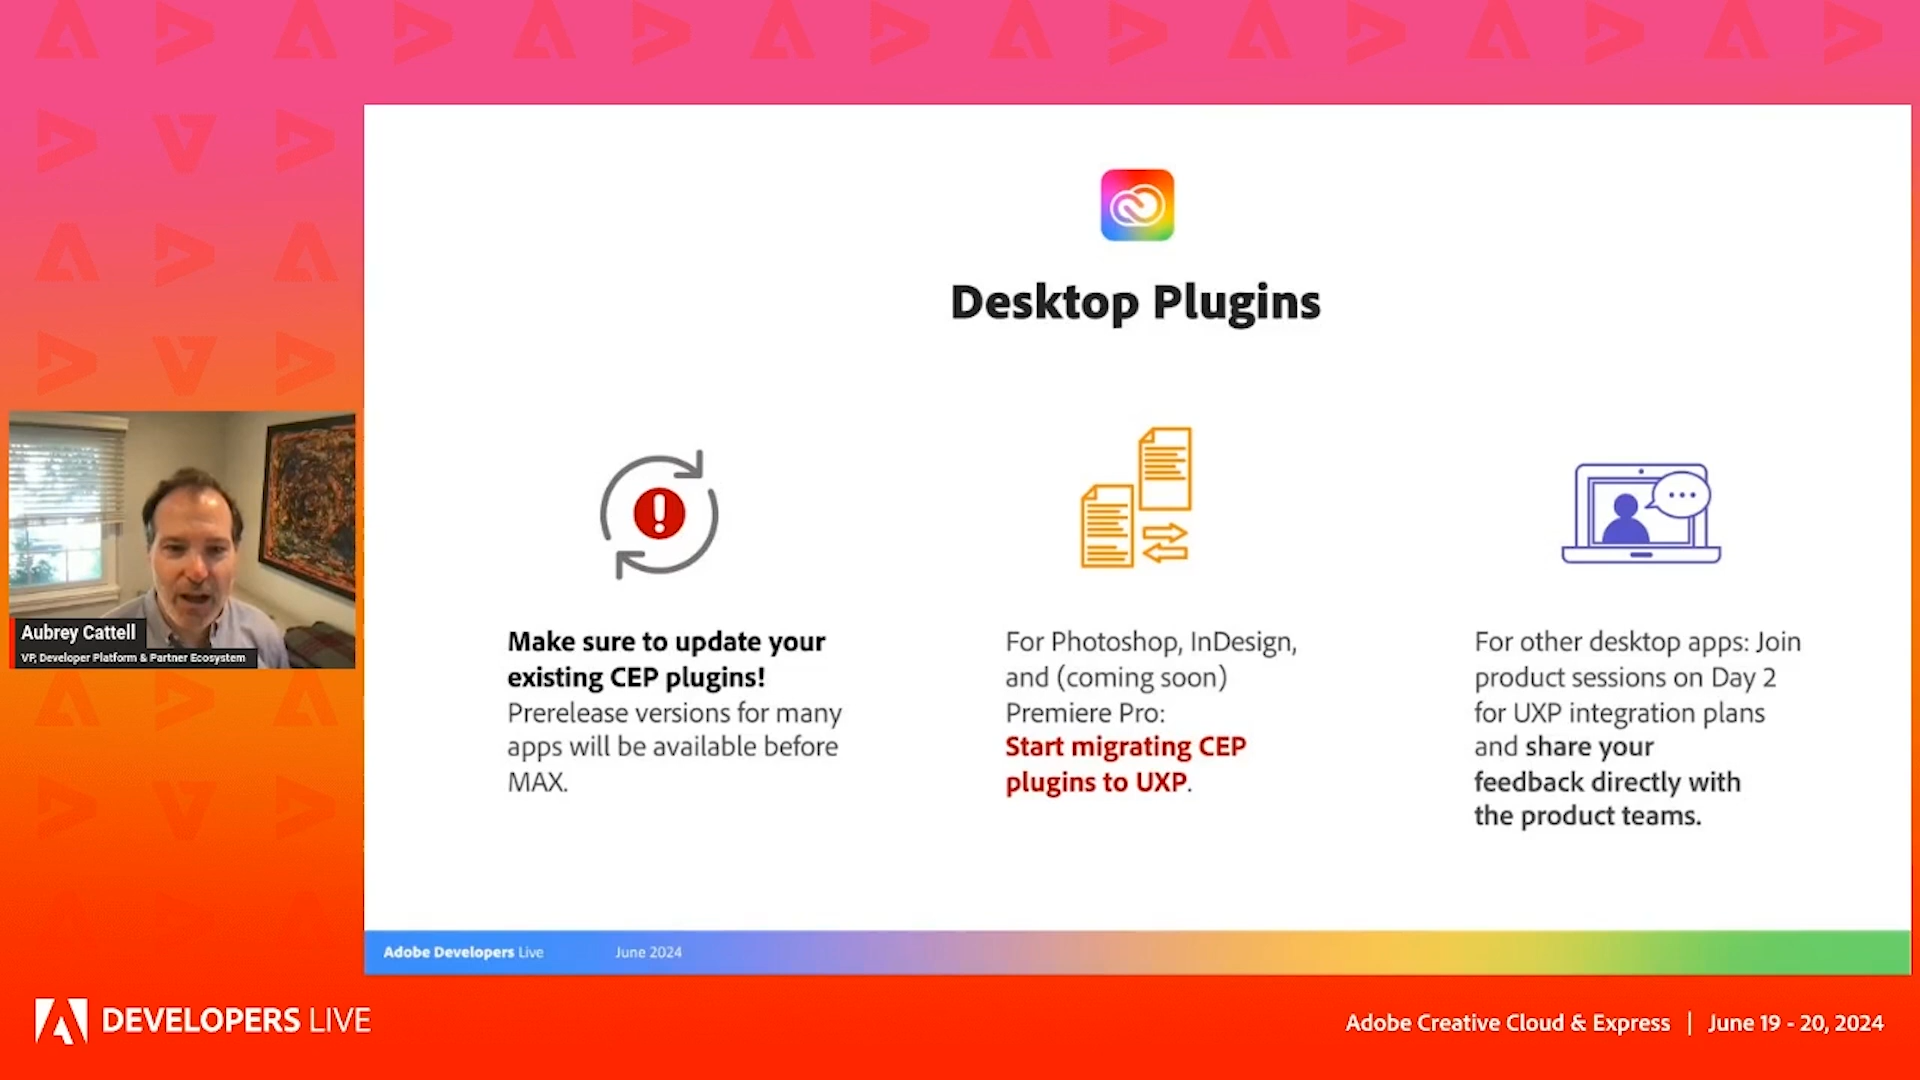 Desktop Plugins
Make sure to update your
existing CEP plugins!
Prerelease versions for many
apps will be available before
MAX.
For Photoshop, InDesign,
and (coming soon)
Premiere Pro:
Start migrating CEP
plugins to UXP.
For other desktop apps: Join
product sessions on Day 2
for UXP integration plans
and share your
feedback directly with
the product teams.
Aubrey Cattell
VP, Developer Platform & Partner Ecosystem
Adobe Developers Live
June 2024
DEVELOPERS LIVE
Adobe Creative Cloud & Express | June 19 - 20, 2024